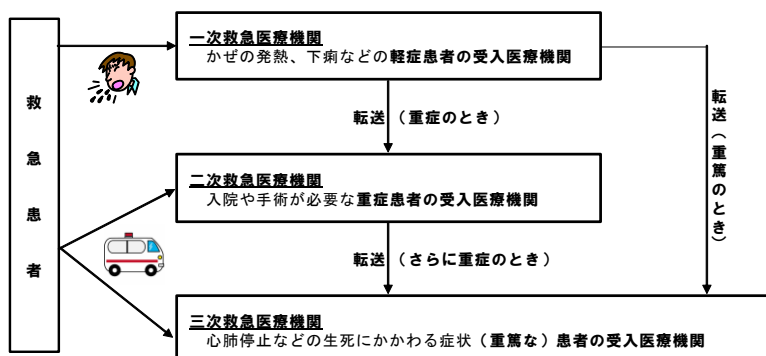 救急患者
一次救急医療機関
かぜの発熱、下痢などの軽症患者の受入医療機関
転送（重症のとき）
転送（重篤のとき）
二次救急医療機関
入院や手術が必要な重症患者の受入医療機関
転送（さらに重症のとき）
三次救急医療機関
心肺停止などの生死にかかわる症状（重篤な）患者の受入医療機関